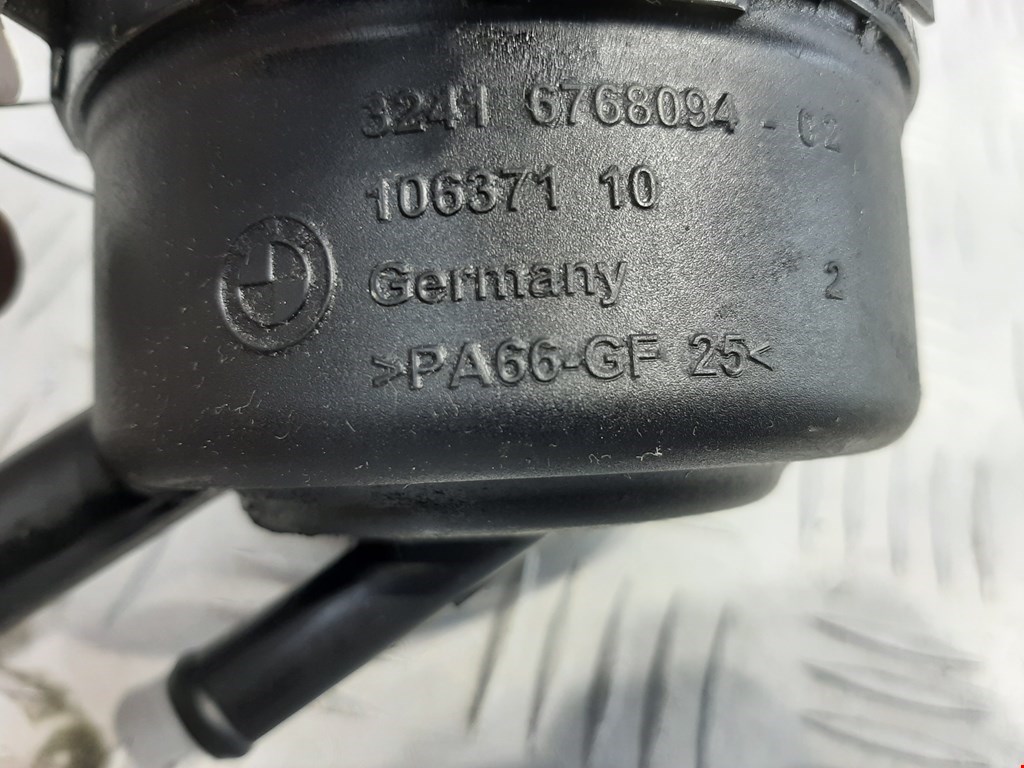 3241 6768094 - 02
106371 10
Germany 2
>PA66-GF 25<